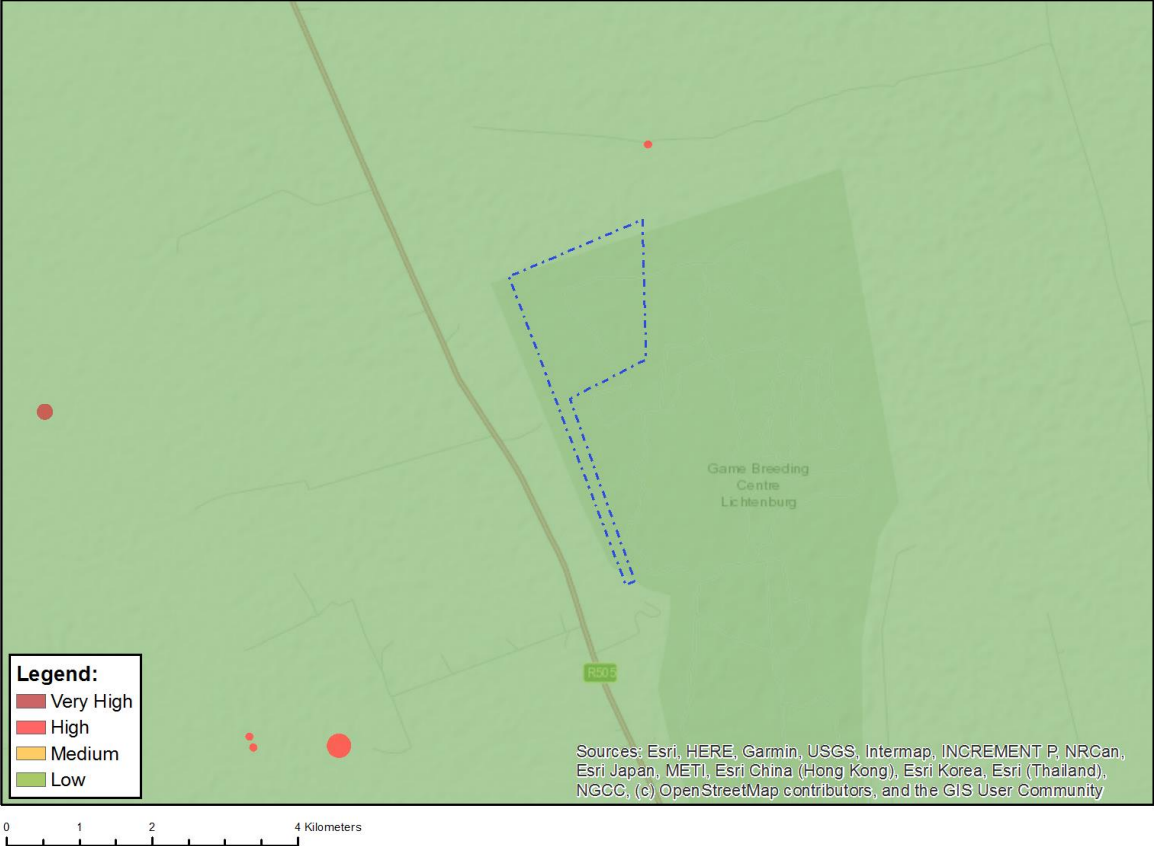 Game Breeding
Centre
Lichtenburg
R505
Legend:
Very High
High
Medium
Low
Sources: Esri, HERE, Garmin, USGS, Intermap, INCREMENT P, NRCan,
Esri Japan, METI, Esri China (Hong Kong), Esri Korea, Esri (Thailand),
NGCC, (c) OpenStreetMap contributors, and the GIS User Community
0 1 2 4 Kilometers